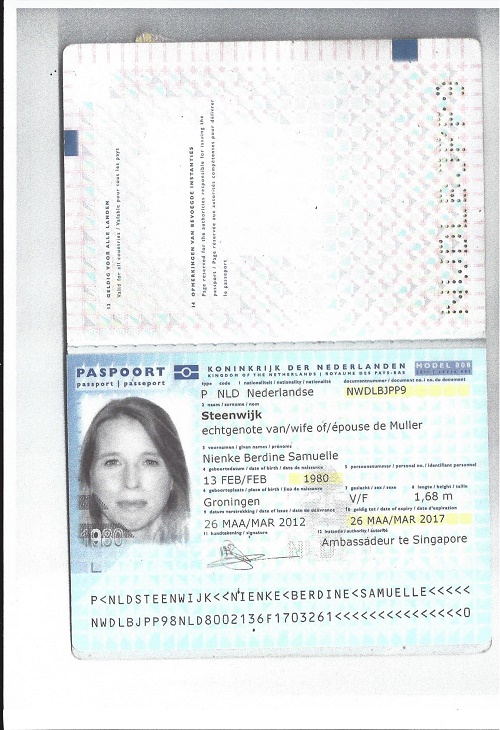 13 GELDIG VOOR ALLE LANDEN
Valid for all countries / Valable pour tous les pays
14 OPMERKINGEN VAN BEVOEGDE INSTANTIES
Page reserved for the authorities responsible for issuing the
passport / Page réservée aux autorités compétentes pour délivrer
le passeport
PASPOORT
passport | passeport
KONINKRIJK DER NEDERLANDEN
KINGDOM OF THE NETHERLANDS | ROYAUME DES PAYS-BAS
MODEL 008
type code 1 nationaliteit / nationality / nationalité
documentnummer / document no. / no. du document
P NLD Nederlandse
NWDLBJPP9
2 naam / surname / nom
Steenwijk
echtgenote van/wife of/épouse de Muller
3 voornamen / given names / prénoms
Nienke Berdine Samuelle
4 geboortedatum / date of birth / date de naissance
5 persoonsnummer / personal no. / identifiant personnel
13 FEB/FEB 1980
6 geboorteplaats / place of birth / lieu de naissance
7 geslacht / sex / sexe
8 lengte / height / taille
Groningen
V/F
1,68 m
9 datum verstrekking / date of issue / date de délivrance
10 geldig tot / date of expiry / date d'expiration
26 MAA/MAR 2012
26 MAA/MAR 2017
11 handtekening / signature
12 instantie / authority / autorité
Ambassadeur te Singapore
P<NLDSTEENWIJK<<NIENKE<BERDINE<SAMUELLE<<<<<
NWDLBJPP98NLD8002136F1703261<<<<<<<<<<<<<<<0